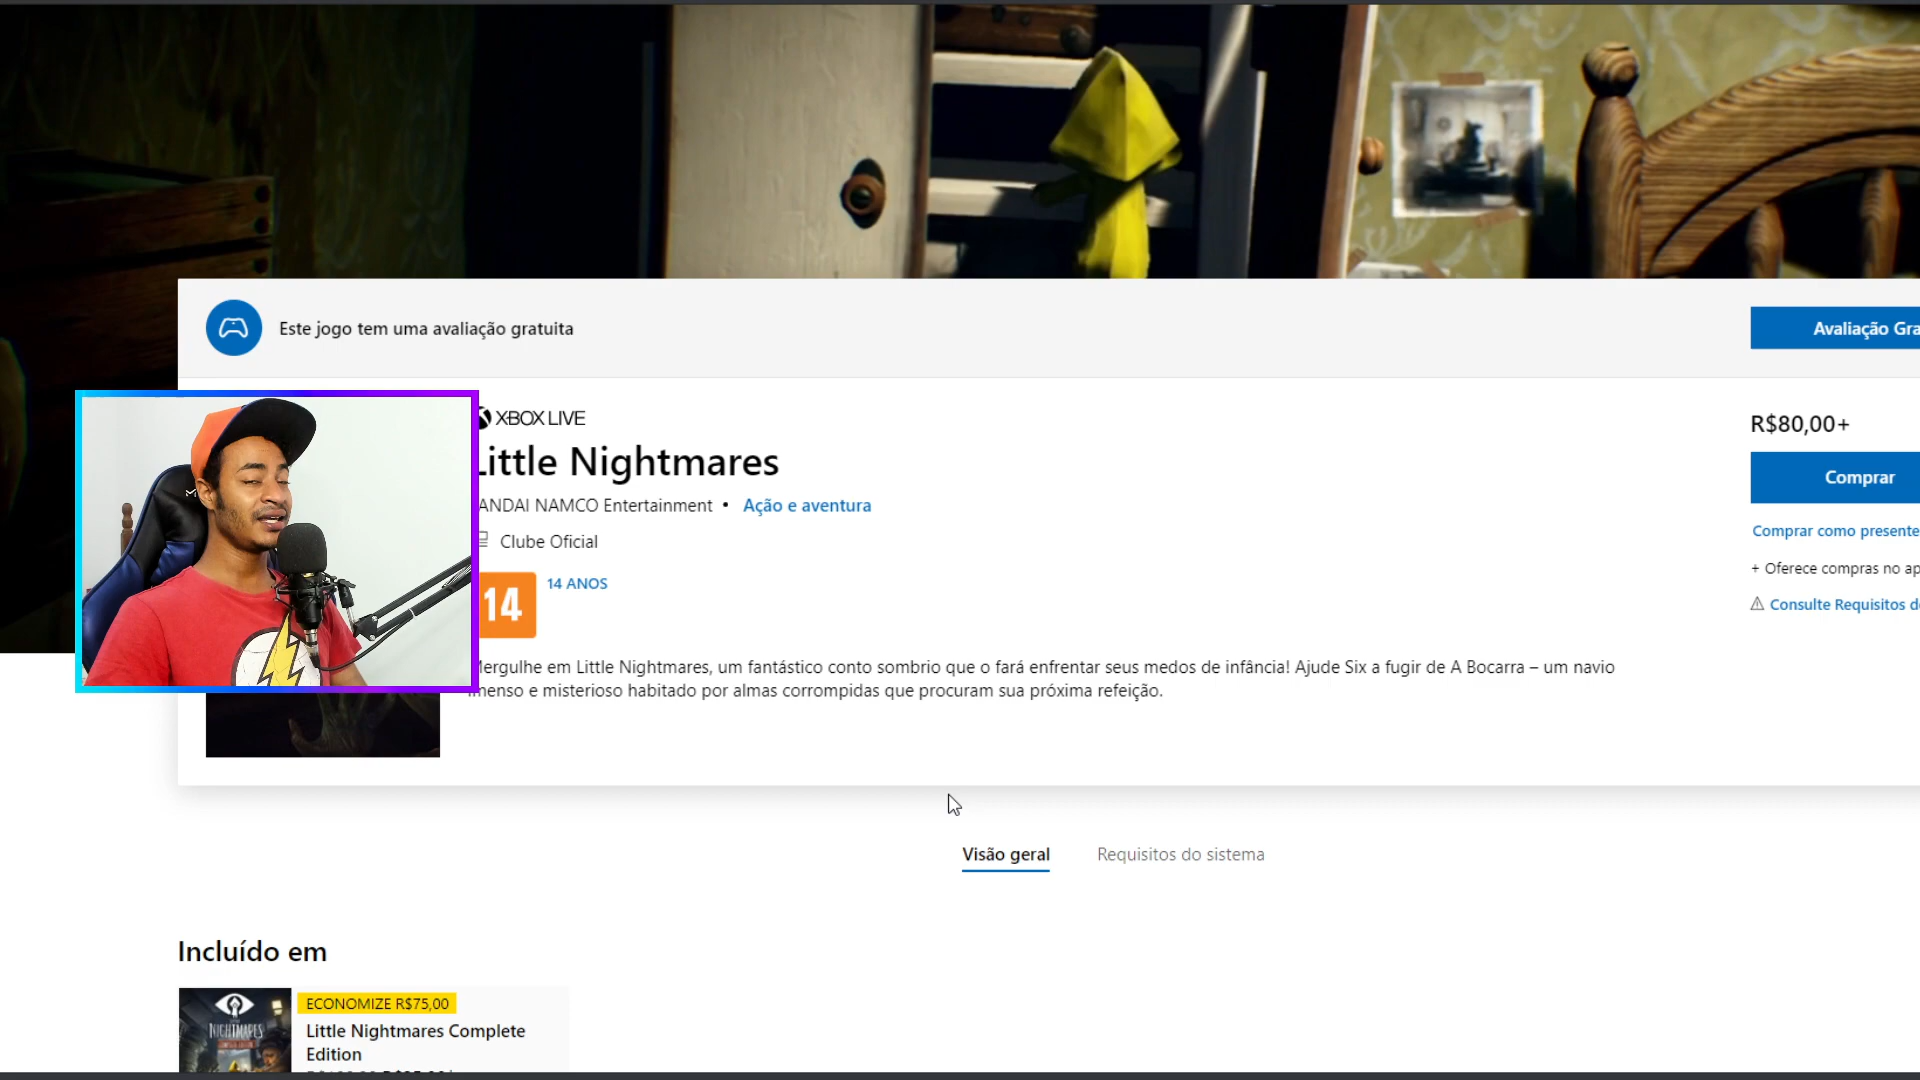 Este jogo tem uma avaliação gratuita
Avaliação Gra
XBOX LIVE
Little Nightmares
ANDAI NAMCO Entertainment • Ação e aventura
Clube Oficial
14
14 ANOS
Mergulhe em Little Nightmares, um fantástico conto sombrio que o fará enfrentar seus medos de infância! Ajude Six a fugir de A Bocarra – um navio
imenso e misterioso habitado por almas corrompidas que procuram sua próxima refeição.
R$80,00+
Comprar
Comprar como presente
+ Oferece compras no ap
Consulte Requisitos d
Visão geral
Requisitos do sistema
Incluído em
NIGHTMARES
ECONOMIZE R$75,00
Little Nightmares Complete
Edition